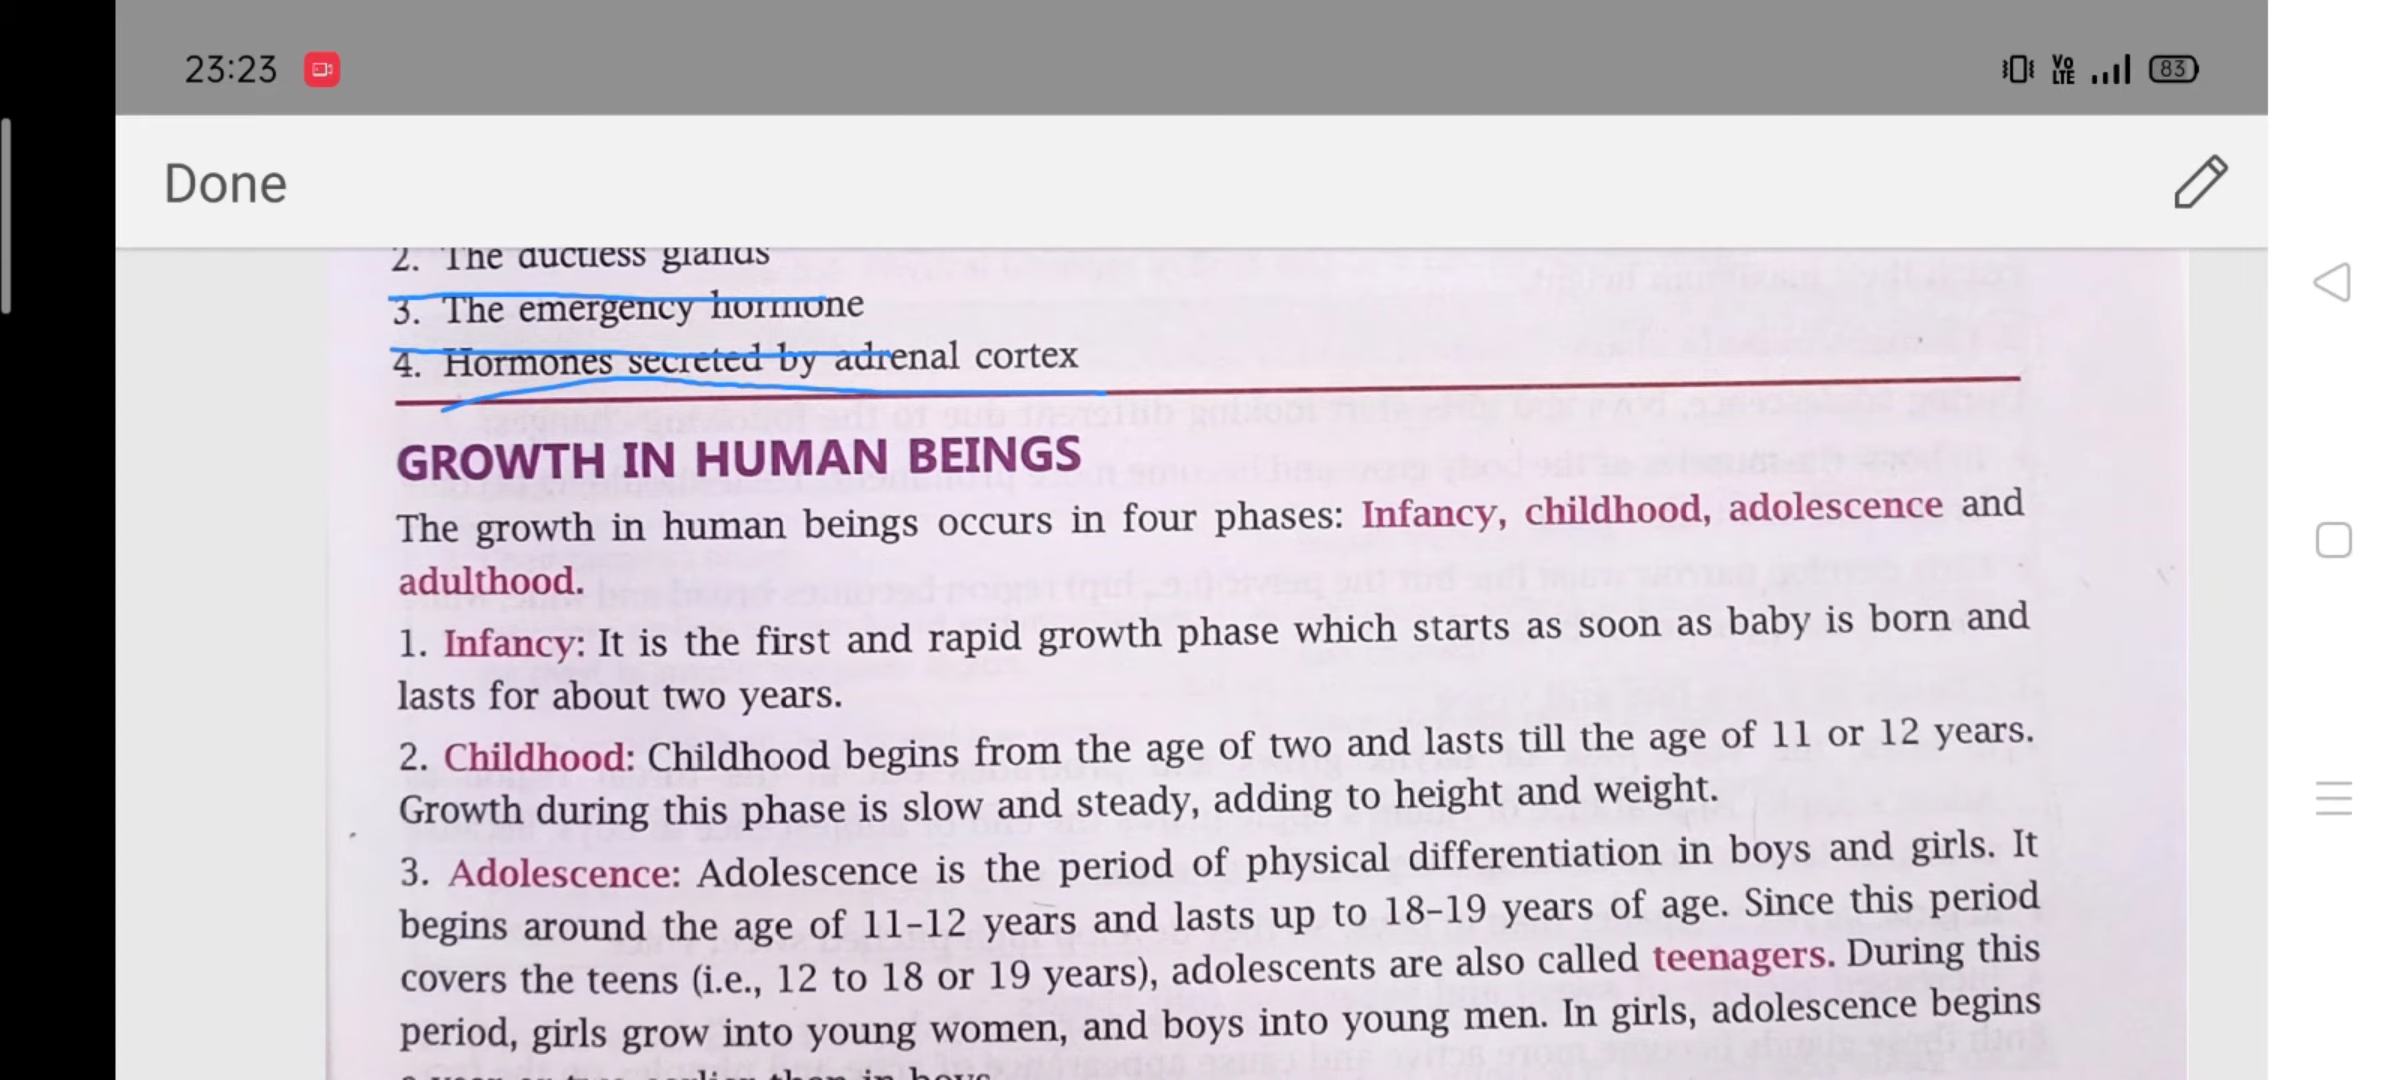 23:23
Vo LTE
83
Done
2. The ductless glands
3. The emergency hormone
4. Hormones secreted by adrenal cortex
GROWTH IN HUMAN BEINGS
The growth in human beings occurs in four phases: Infancy, childhood, adolescence and
adulthood.
1. Infancy: It is the first and rapid growth phase which starts as soon as baby is born and
lasts for about two years.
2. Childhood: Childhood begins from the age of two and lasts till the age of 11 or 12 years.
Growth during this phase is slow and steady, adding to height and weight.
3. Adolescence: Adolescence is the period of physical differentiation in boys and girls. It
begins around the age of 11–12 years and lasts up to 18–19 years of age. Since this period
covers the teens (i.e., 12 to 18 or 19 years), adolescents are also called teenagers. During this
period, girls grow into young women, and boys into young men. In girls, adolescence begins
earlier than in boys